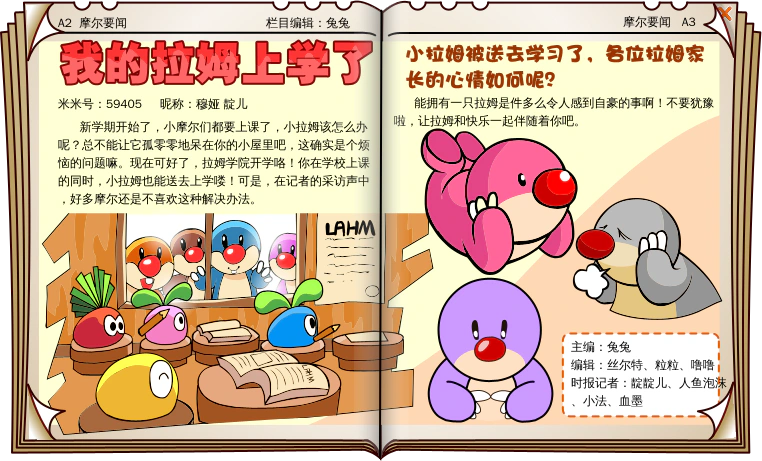 A2 摩尔要闻
栏目编辑：兔兔
我的拉姆上学了
米米号：59405 昵称：穆娅 靛儿
新学期开始了，小摩尔们都要上课了，小拉姆该怎么办
呢？总不能让它孤零零地呆在你的小屋里吧，这确实是个烦
恼的问题嘛。现在可好了，拉姆学院开学咯！你在学校上课
的同时，小拉姆也能送去上学喽！可是，在记者的采访声中
，好多摩尔还是不喜欢这种解决办法。
LAHM
LAHM
摩尔要闻 A3
小拉姆被送去学习了，各位拉姆家
长的心情如何呢？
能拥有一只拉姆是件多么令人感到自豪的事啊！不要犹豫
啦，让拉姆和快乐一起伴随着你吧。
主编：兔兔
编辑：丝尔特、粒粒、噜噜
时报记者：靛靛儿、人鱼泡沫
、小法、血墨